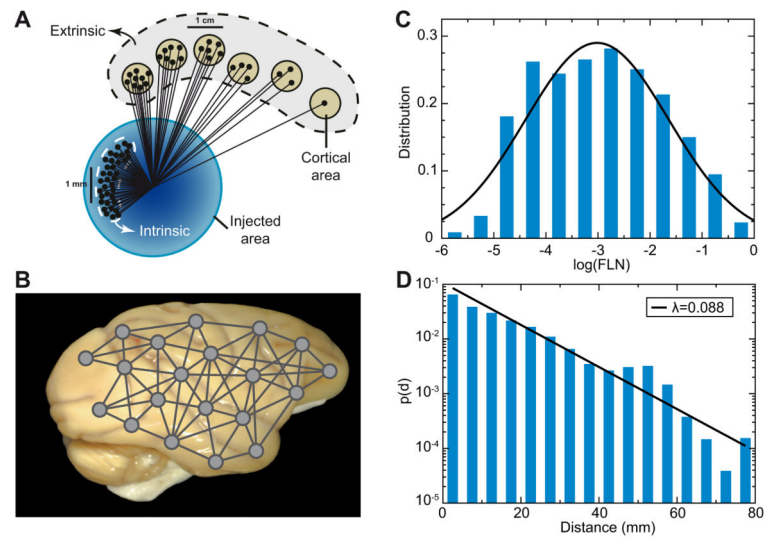 A
1 cm
Extrinsic
Cortical
area
1 mm
Injected
area
Intrinsic
B
C
0.3
0.2
0.1
0
Distribution
-6
-5
-4
-3
-2
-1
0
log(FLN)
D
10-1
10-2
10-3
10-4
10-5
p(d)
λ=0.088
0
20
40
60
80
Distance (mm)